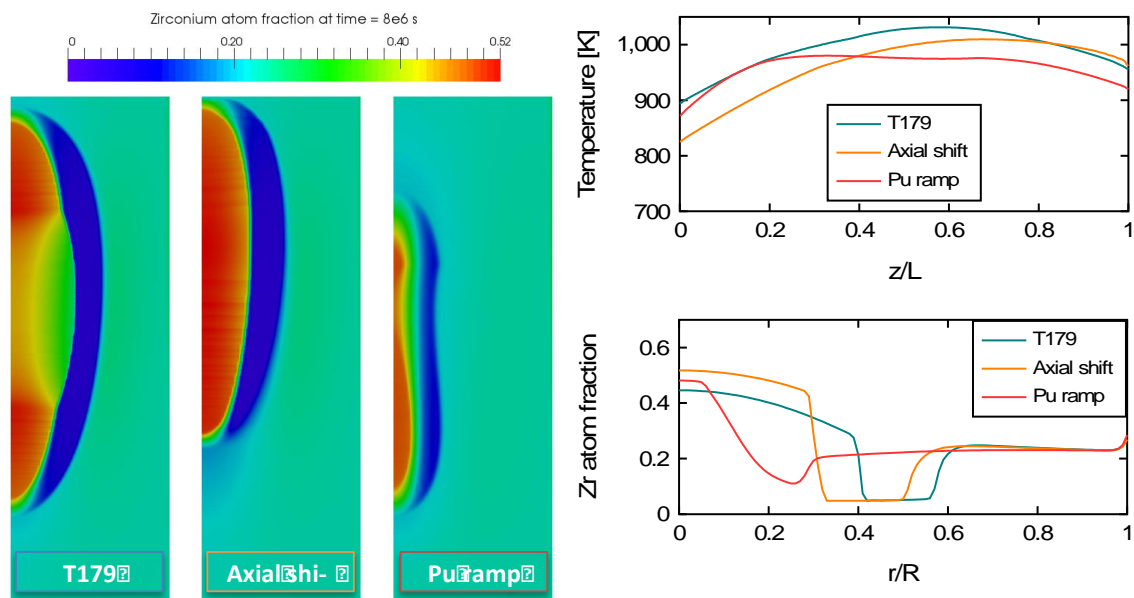 Zirconium atom fraction at time = 8e6 s
0 0.20 0.40 0.52
T179⍰
Axial⍰shi- ⍰
Pu⍰ramp⍰
Temperature [K]
1,000
900
800
700
T179
Axial shift
Pu ramp
0 0.2 0.4 0.6 0.8 1
z/L
Zr atom fraction
0.6
0.4
0.2
0
T179
Axial shift
Pu ramp
0 0.2 0.4 0.6 0.8 1
r/R